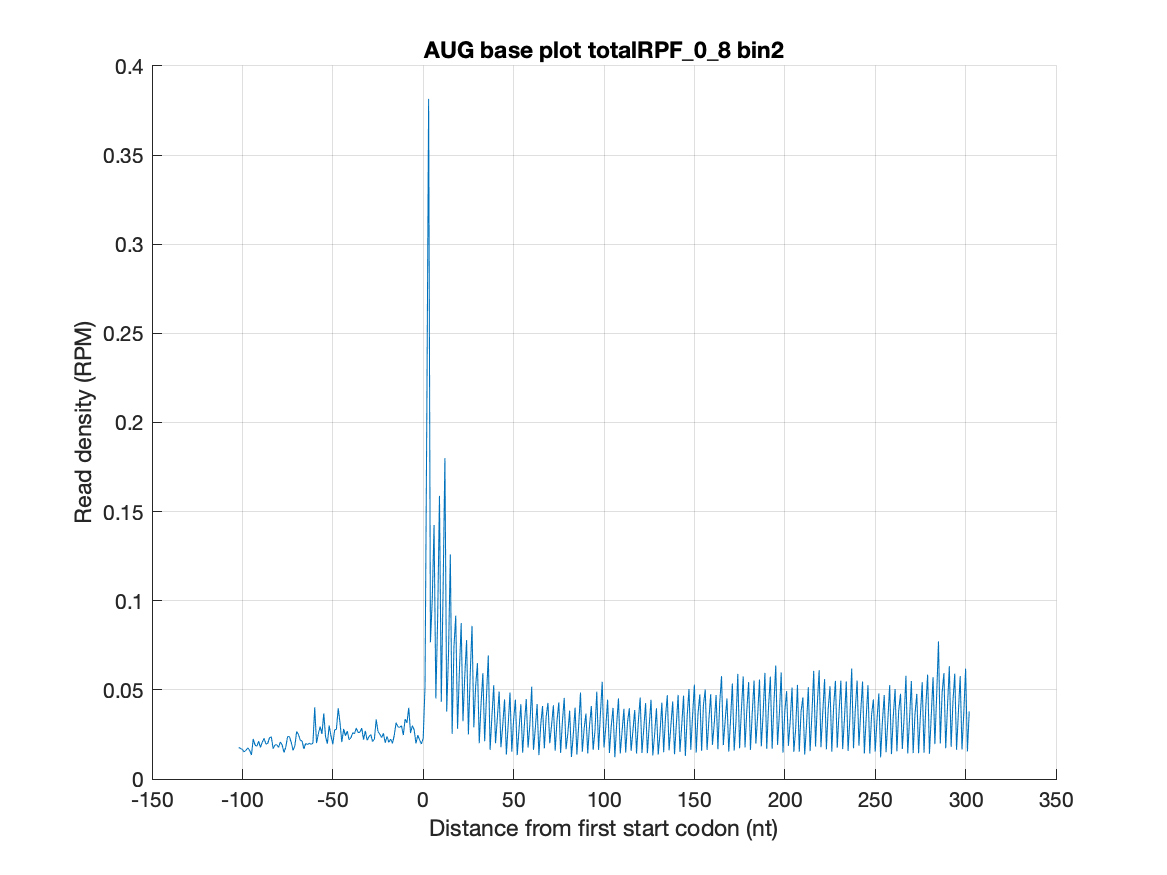 AUG base plot totalRPF_0_8 bin2
0.4
0.35
0.3
0.25
0.2
0.15
0.1
0.05
0
Read density (RPM)
-150 -100 -50 0 50 100 150 200 250 300 350
Distance from first start codon (nt)